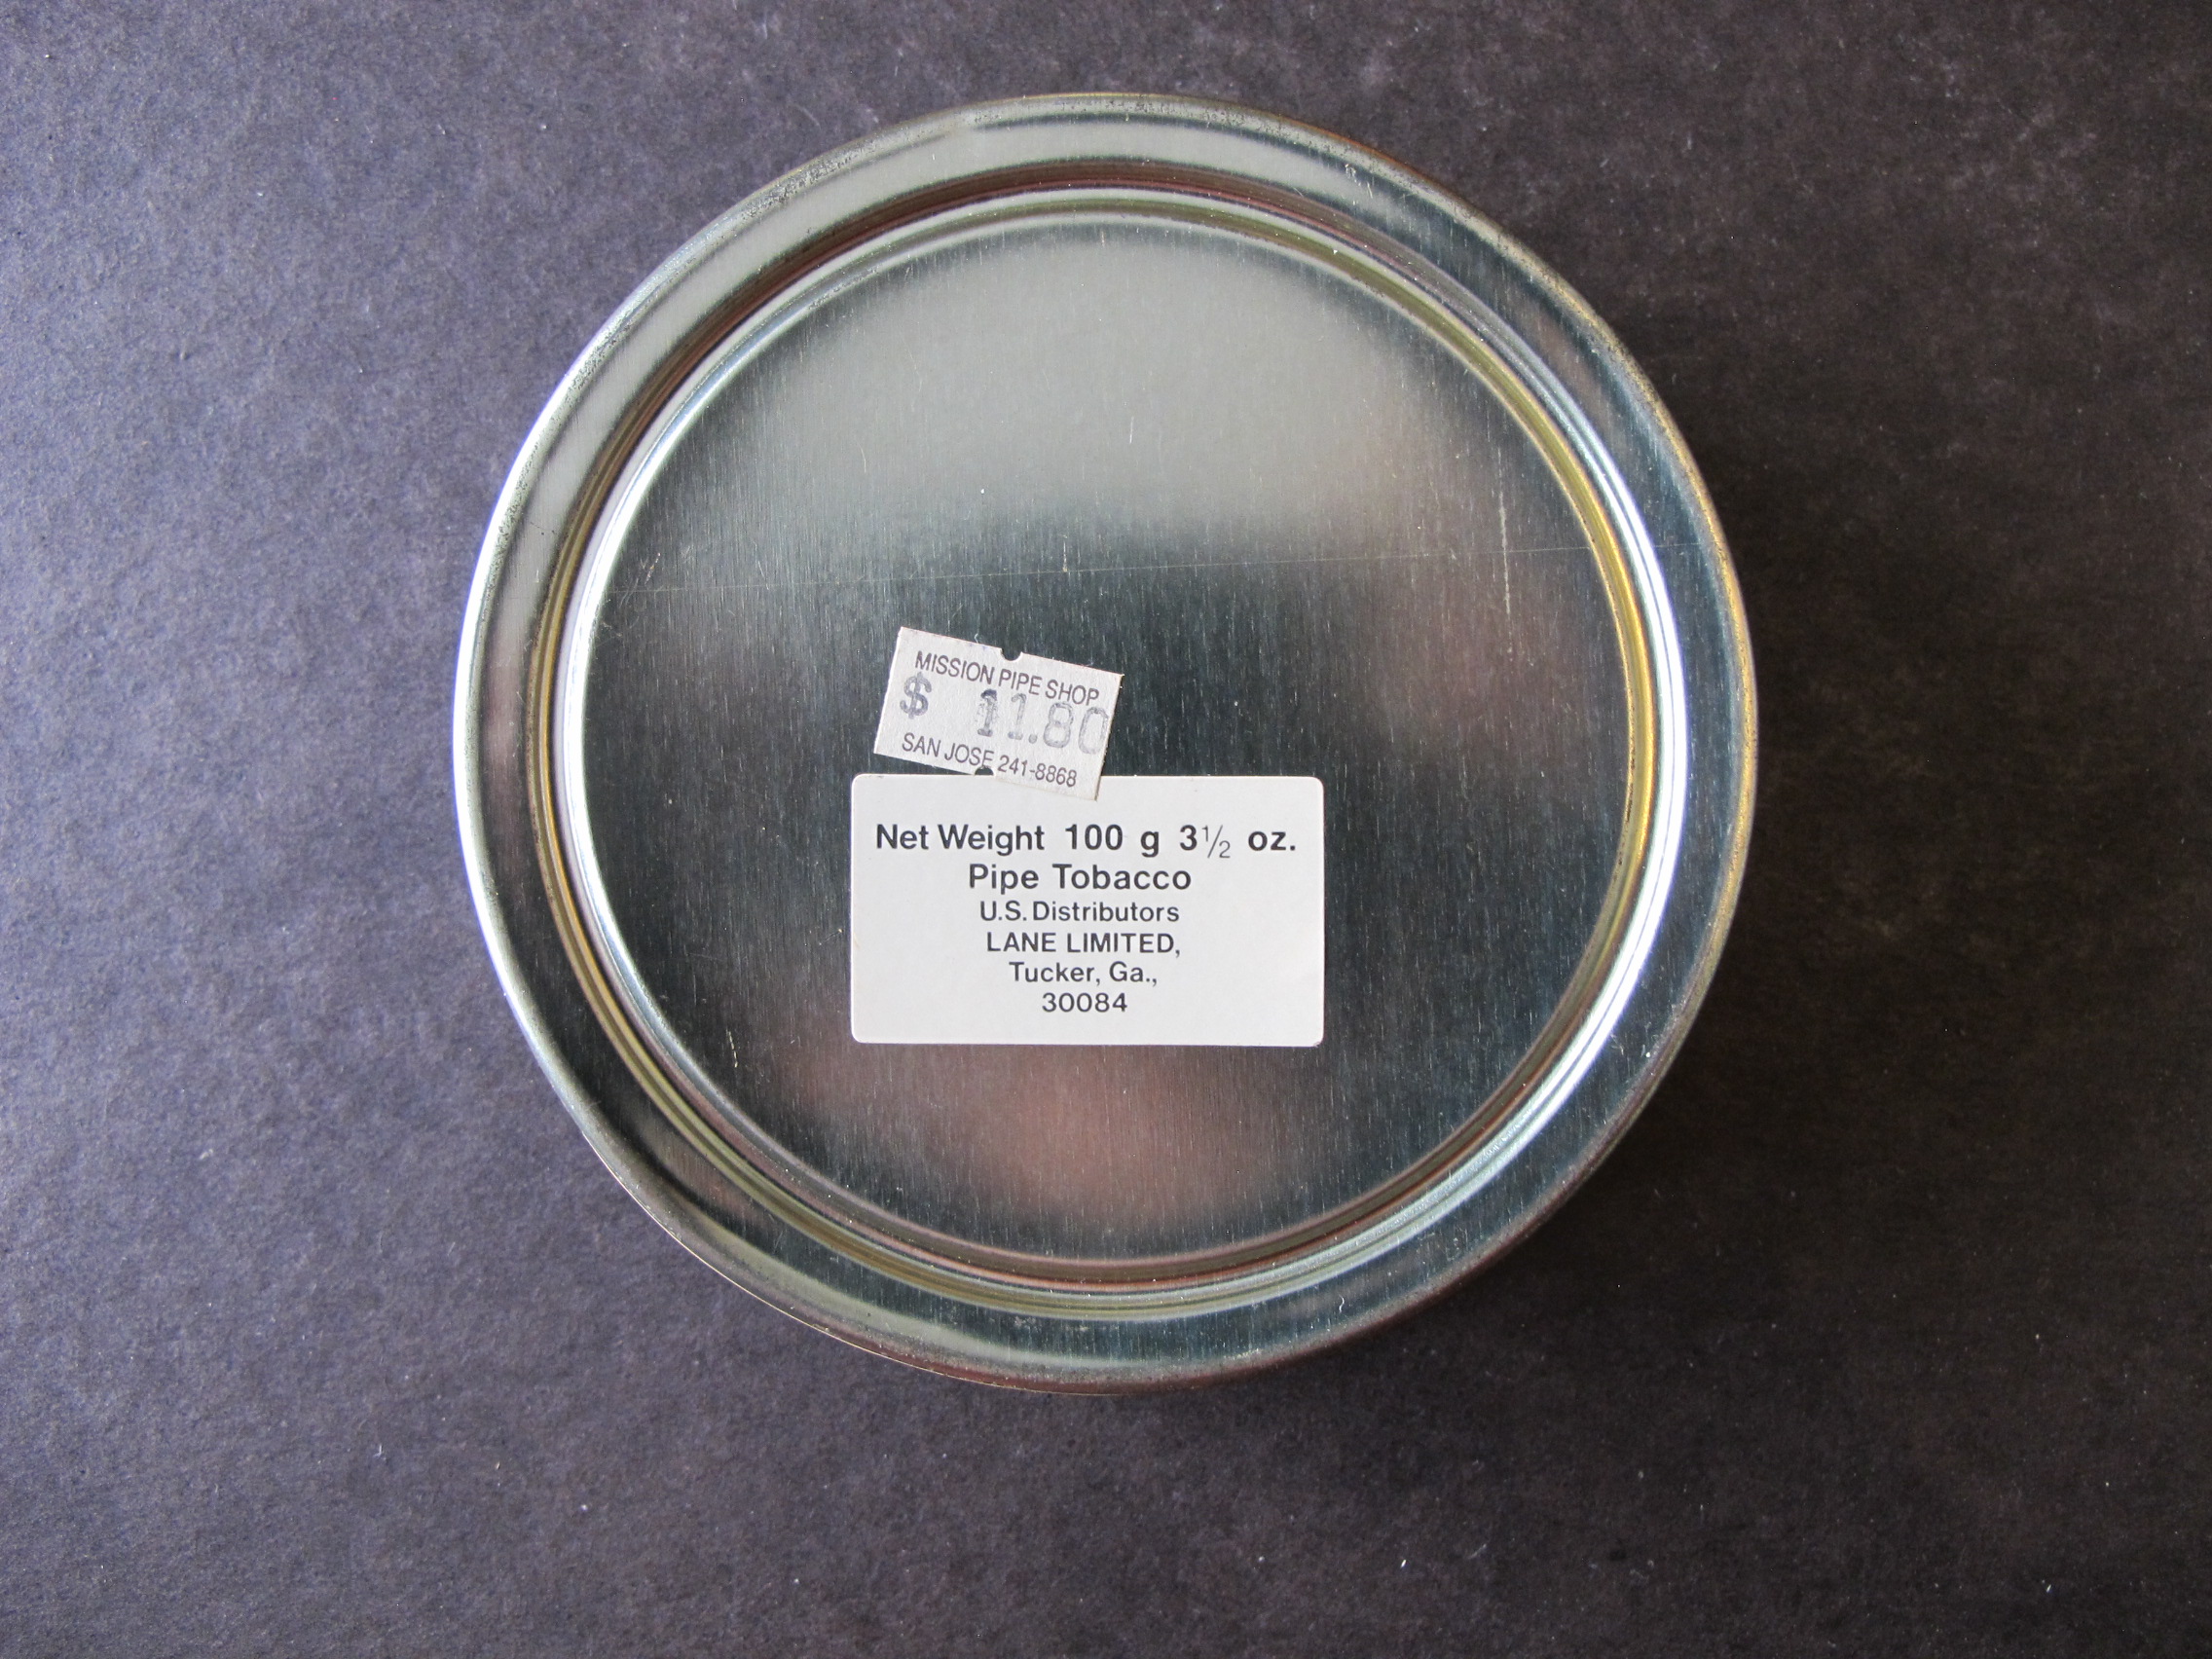 MISSION PIPE SHOP
$ 11.80
SAN JOSE 241-8868
Net Weight 100 g 3½ oz.
Pipe Tobacco
U.S. Distributors
LANE LIMITED,
Tucker, Ga.,
30084